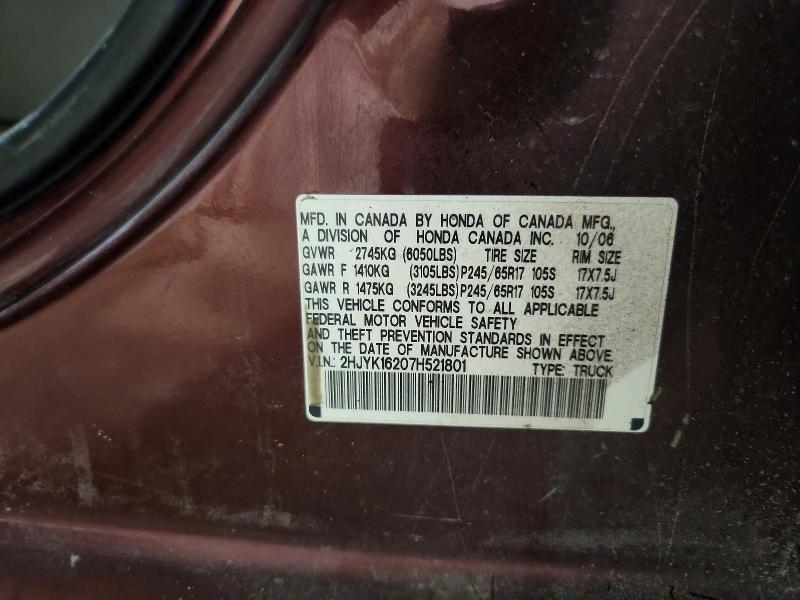 MFD. IN CANADA BY HONDA OF CANADA MFG.,
A DIVISION OF HONDA CANADA INC. 10/06
GVWR 2745KG (6050LBS) TIRE SIZE RIM SIZE
GAWR F 1410KG (3105LBS) P245/65R17 105S 17X7.5J
GAWR R 1475KG (3245LBS) P245/65R17 105S 17X7.5J
THIS VEHICLE CONFORMS TO ALL APPLICABLE
FEDERAL MOTOR VEHICLE SAFETY
AND THEFT PREVENTION STANDARDS IN EFFECT
ON THE DATE OF MANUFACTURE SHOWN ABOVE.
V.I.N.: 2HJYK16207H521801 TYPE: TRUCK